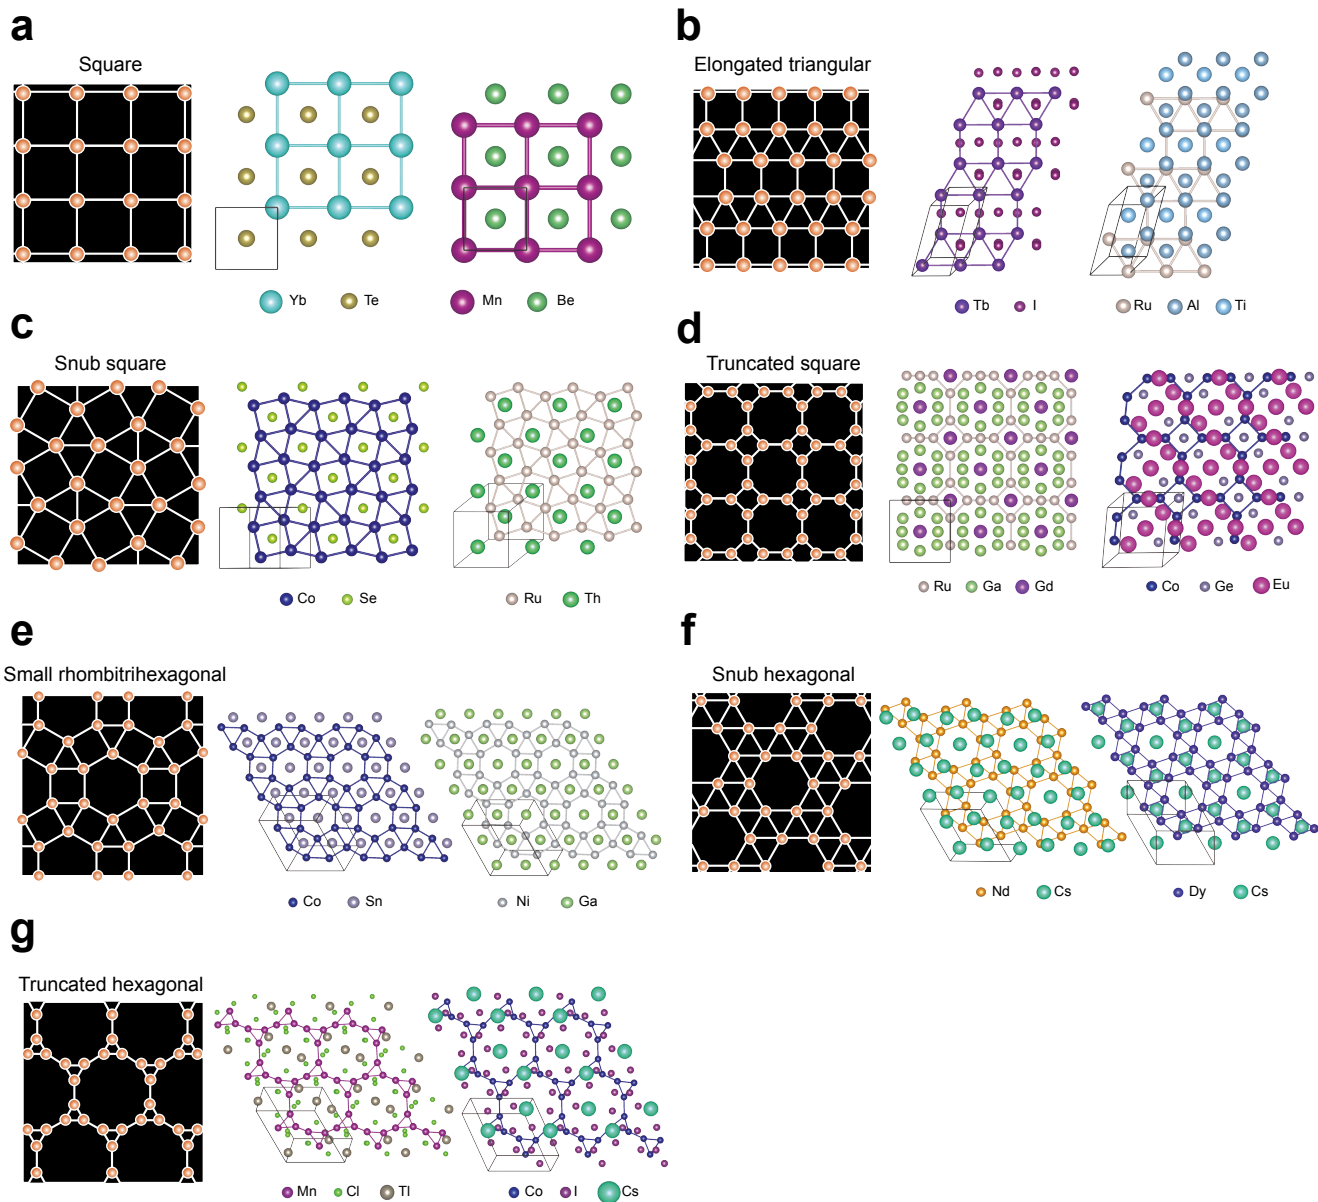 a
Square
Yb Te Mn Be
b
Elongated triangular
Tb I Ru Al Ti
c
Snub square
Co Se Ru Th
d
Truncated square
Ru Ga Gd Co Ge Eu
e
Small rhombitrihexagonal
Co Sn Ni Ga
f
Snub hexagonal
Nd Cs Dy Cs
g
Truncated hexagonal
Mn Cl Tl Co I Cs